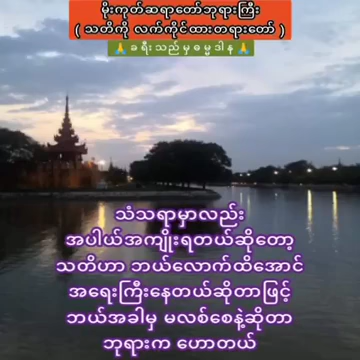 မိုးကုတ်ဆရာတော်ဘုရားကြီး
( သတိကို လက်ကိုင်ထားတရားတော် )
🙏 ခရီးသည်မှဓမ္မဒါန 🙏
သံသရာမှာလည်း
အပါယ်အကျိုးရတယ်ဆိုတော့
သတိဟာ ဘယ်လောက်ထိအောင်
အရေးကြီးနေတယ်ဆိုတာဖြင့်
ဘယ်အခါမှ မလစ်စေနဲ့ဆိုတာ
ဘုရားက ဟောတယ်